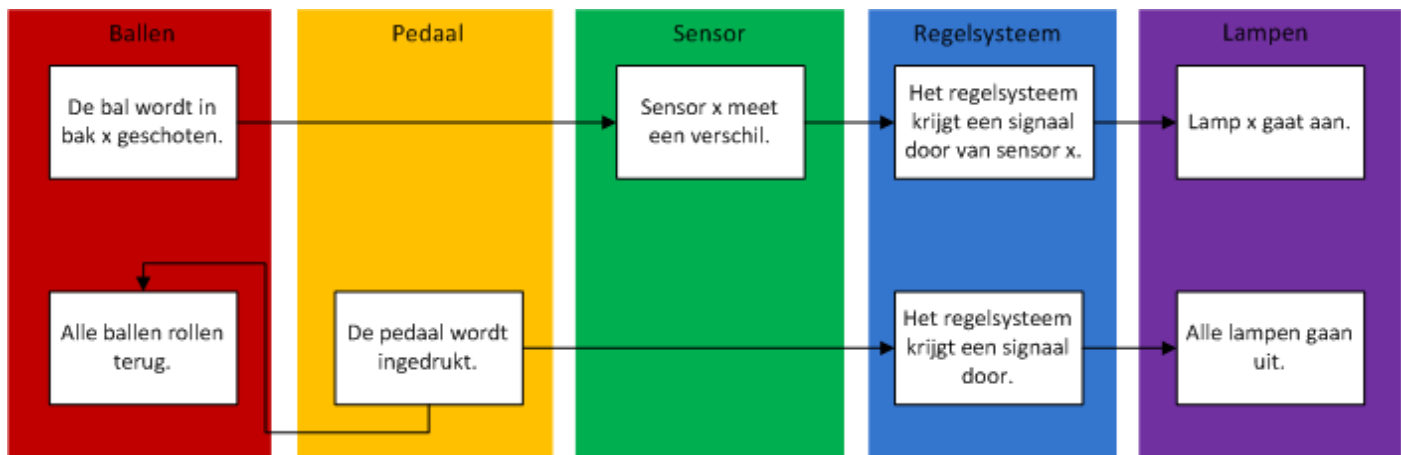 Ballen
Pedaal
Sensor
Regelsysteem
Lampen
De bal wordt in
bak x geschoten.
Sensor x meet
een verschil.
Het regelsysteem
krijgt een signaal
door van sensor x.
Lamp x gaat aan.
Alle ballen rollen
terug.
De pedaal wordt
ingedrukt.
Het regelsysteem
krijgt een signaal
door.
Alle lampen gaan
uit.